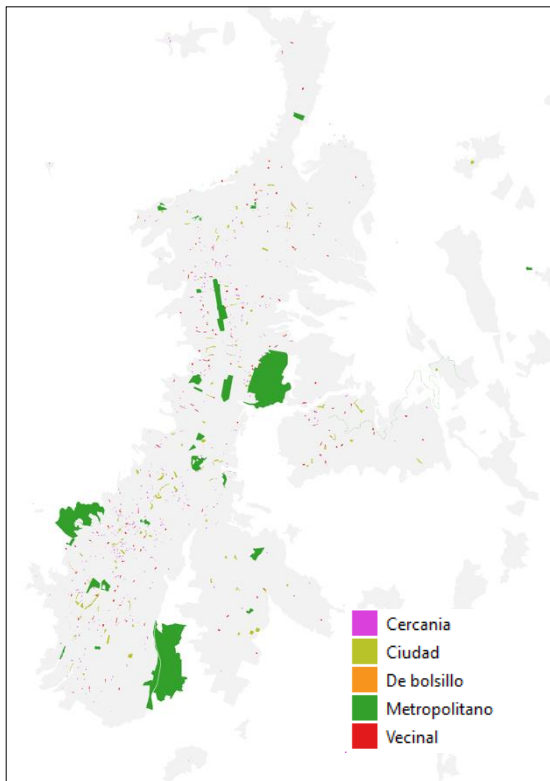 Cercania
Ciudad
De bolsillo
Metropolitano
Vecinal